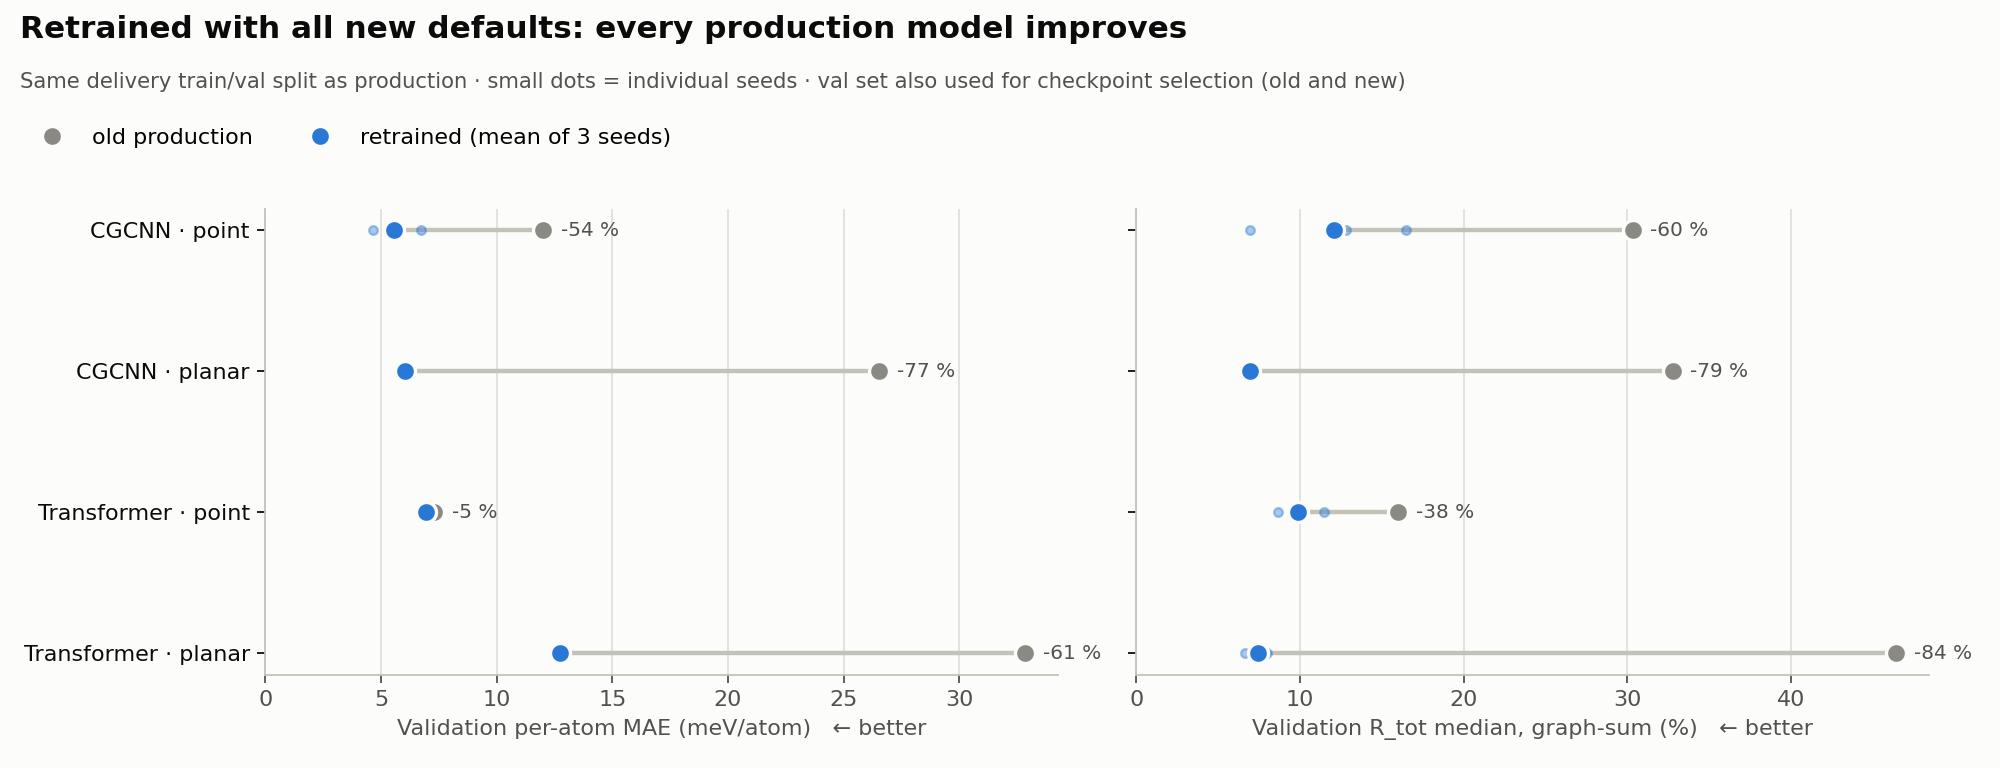 Retrained with all new defaults: every production model improves
Same delivery train/val split as production · small dots = individual seeds · val set also used for checkpoint selection (old and new)
old production
retrained (mean of 3 seeds)
CGCNN · point
CGCNN · planar
Transformer · point
Transformer · planar
-54 %
-77 %
-5 %
-61 %
0 5 10 15 20 25 30
Validation per-atom MAE (meV/atom) ← better
-60 %
-79 %
-38 %
-84 %
0 10 20 30 40
Validation R_tot median, graph-sum (%) ← better